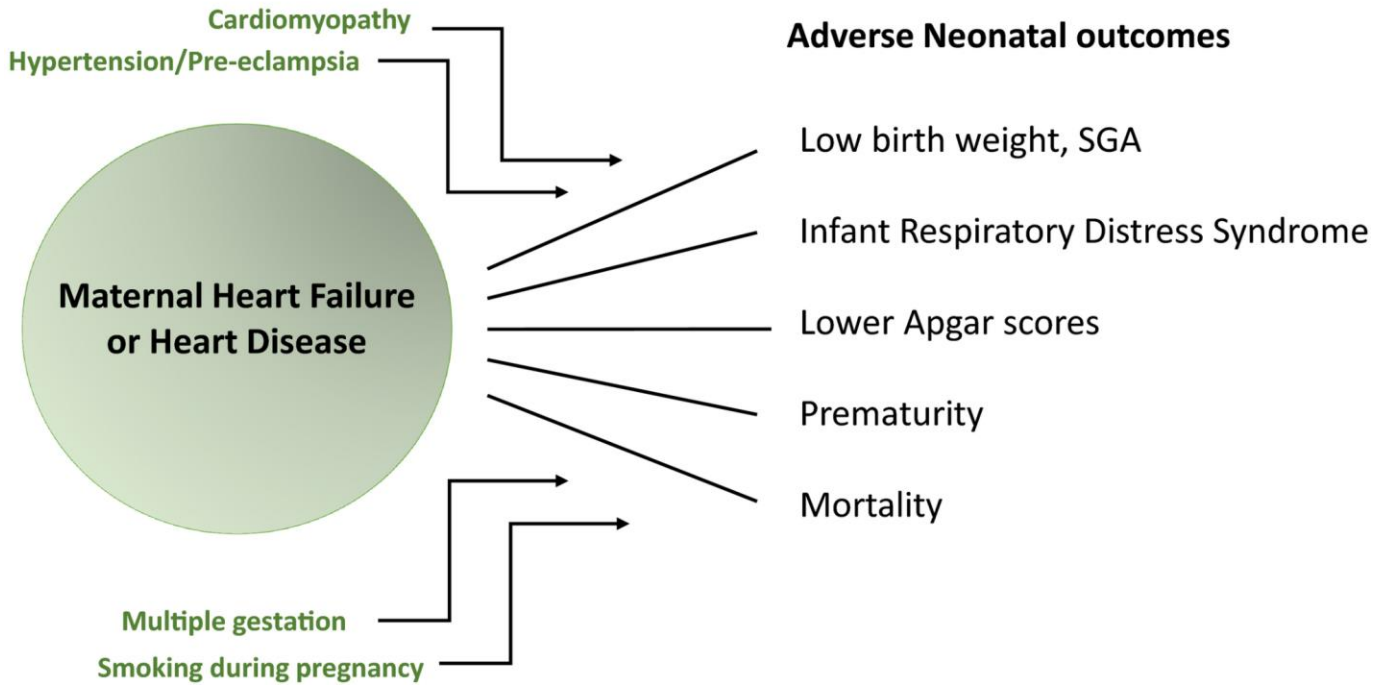 Cardiomyopathy
Hypertension/Pre-eclampsia
Adverse Neonatal outcomes
Maternal Heart Failure
or Heart Disease
Low birth weight, SGA
Infant Respiratory Distress Syndrome
Lower Apgar scores
Prematurity
Mortality
Multiple gestation
Smoking during pregnancy